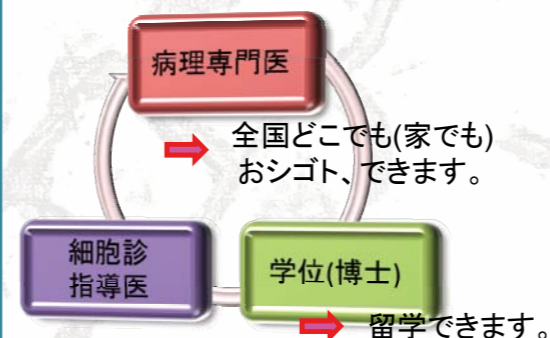 病理専門医
全国どこでも(家でも)
おシゴト、できます。
細胞診
指導医
学位(博士)
留学できます。